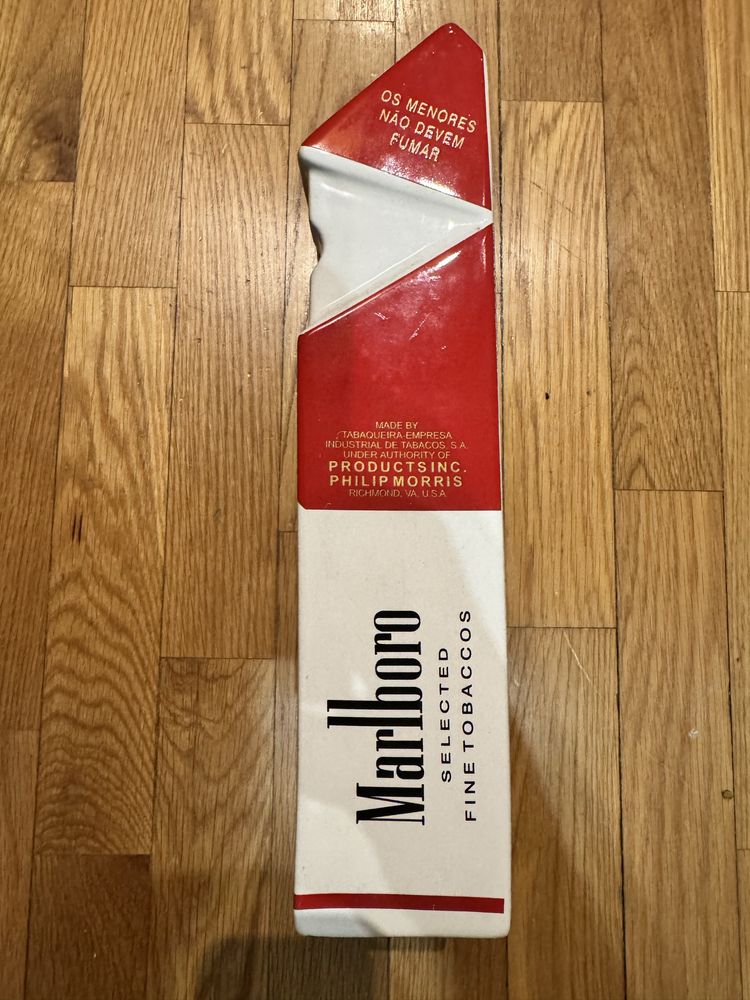 OS MENORES
NÃO DEVEM
FUMAR
MADE BY
TABAQUEIRA-EMPRESA
INDUSTRIAL DE TABACOS, S.A.
UNDER AUTHORITY OF
PRODUCTSINC.
PHILIPMORRIS
RICHMOND, VA, U.S.A
Marlboro
SELECTED
FINE TOBACCOS